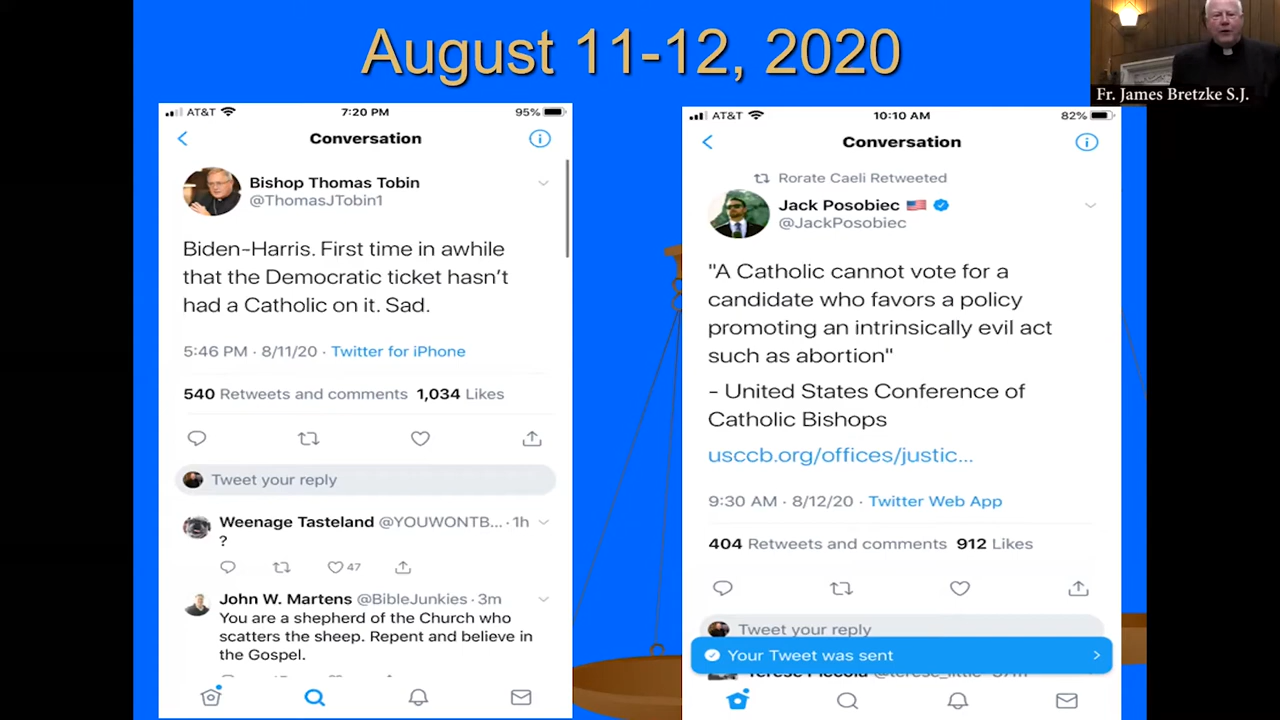 August 11-12, 2020
Fr. James Bretzke S.J.
AT&T 7:20 PM 95%
Conversation
Bishop Thomas Tobin
@ThomasJTobin1
Biden-Harris. First time in awhile
that the Democratic ticket hasn't
had a Catholic on it. Sad.
5:46 PM · 8/11/20 · Twitter for iPhone
540 Retweets and comments 1,034 Likes
Tweet your reply
Weenage Tasteland @YOUWONTB... · 1h
?
47
John W. Martens @BibleJunkies · 3m
You are a shepherd of the Church who
scatters the sheep. Repent and believe in
the Gospel.
AT&T 10:10 AM 82%
Conversation
Rorate Caeli Retweeted
Jack Posobiec
@JackPosobiec
"A Catholic cannot vote for a
candidate who favors a policy
promoting an intrinsically evil act
such as abortion"
- United States Conference of
Catholic Bishops
usccb.org/offices/justic...
9:30 AM · 8/12/20 · Twitter Web App
404 Retweets and comments 912 Likes
Tweet your reply
Your Tweet was sent